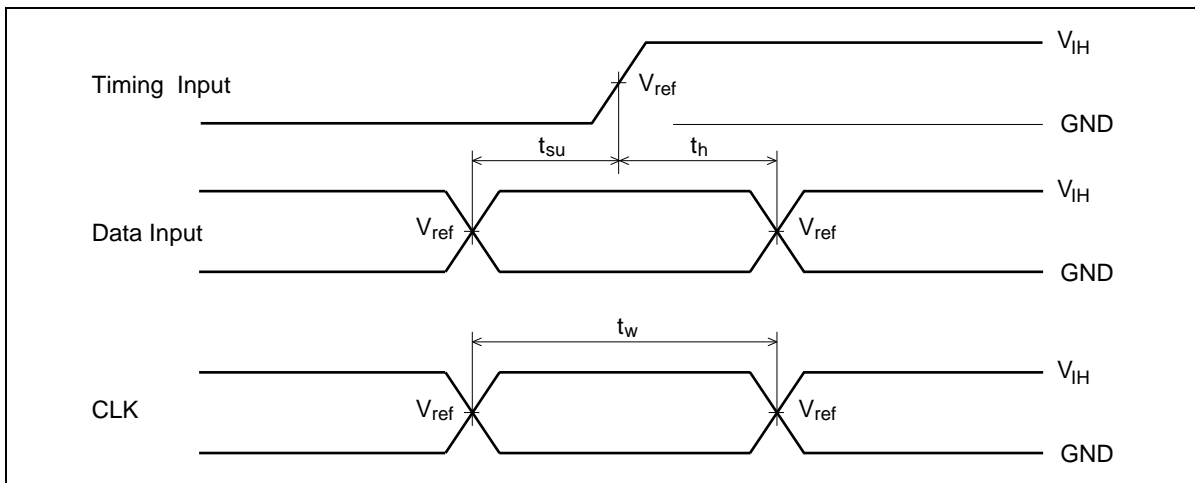 V_IH
Timing Input
V_ref
GND
t_su
t_h
V_IH
Data Input
V_ref
V_ref
GND
t_w
V_IH
CLK
V_ref
V_ref
GND